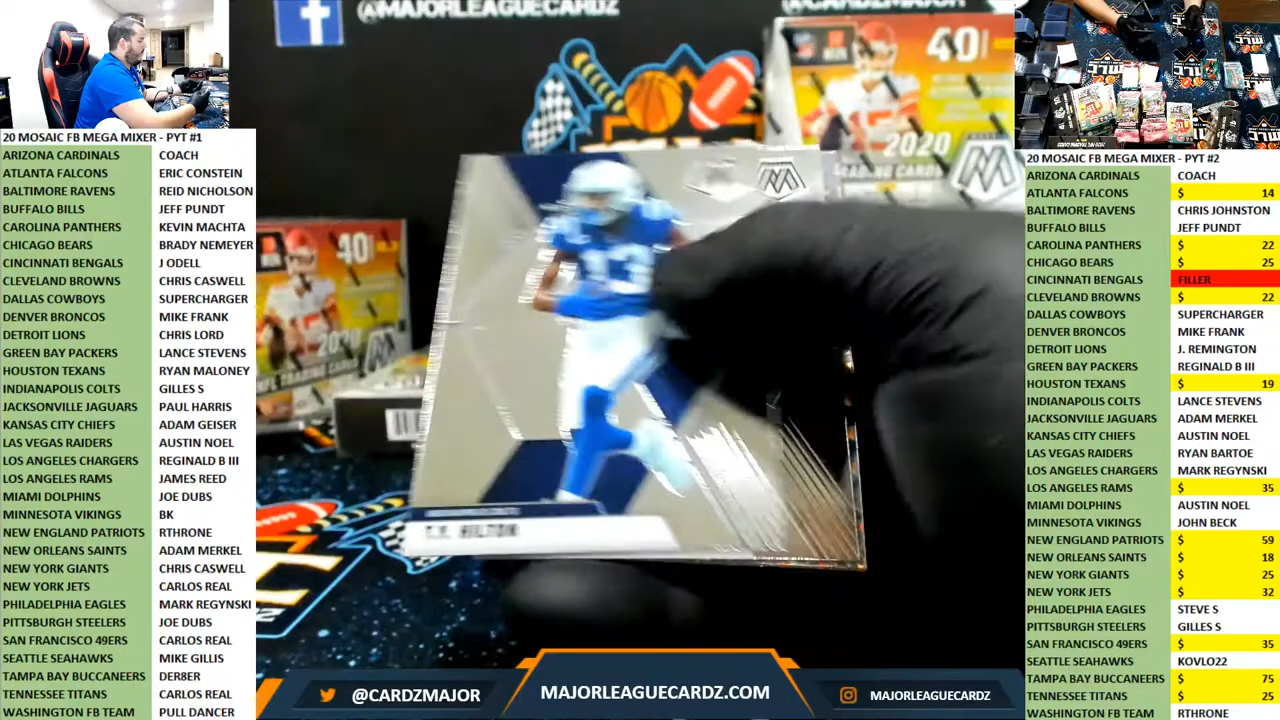 @MAJORLEAGUECARDZ
@CARDZMAJOR
20 MOSAIC FB MEGA MIXER - PYT #1
ARIZONA CARDINALS COACH
ATLANTA FALCONS ERIC CONSTEIN
BALTIMORE RAVENS REID NICHOLSON
BUFFALO BILLS JEFF PUNDT
CAROLINA PANTHERS KEVIN MACHTA
CHICAGO BEARS BRADY NEMEYER
CINCINNATI BENGALS J ODELL
CLEVELAND BROWNS CHRIS CASWELL
DALLAS COWBOYS SUPERCHARGER
DENVER BRONCOS MIKE FRANK
DETROIT LIONS CHRIS LORD
GREEN BAY PACKERS LANCE STEVENS
HOUSTON TEXANS RYAN MALONEY
INDIANAPOLIS COLTS GILLES S
JACKSONVILLE JAGUARS PAUL HARRIS
KANSAS CITY CHIEFS ADAM GEISER
LAS VEGAS RAIDERS AUSTIN NOEL
LOS ANGELES CHARGERS REGINALD B III
LOS ANGELES RAMS JAMES REED
MIAMI DOLPHINS JOE DUBS
MINNESOTA VIKINGS BK
NEW ENGLAND PATRIOTS RTHRONE
NEW ORLEANS SAINTS ADAM MERKEL
NEW YORK GIANTS CHRIS CASWELL
NEW YORK JETS CARLOS REAL
PHILADELPHIA EAGLES MARK REGYNSKI
PITTSBURGH STEELERS JOE DUBS
SAN FRANCISCO 49ERS CARLOS REAL
SEATTLE SEAHAWKS MIKE GILLIS
TAMPA BAY BUCCANEERS DER8ER
TENNESSEE TITANS CARLOS REAL
WASHINGTON FB TEAM PULL DANCER
40
2020
40
2020
13
T.Y. HILTON
@CARDZMAJOR
MAJORLEAGUECARDZ.COM
MAJORLEAGUECARDZ
20 MOSAIC FB MEGA MIXER - PYT #2
ARIZONA CARDINALS COACH
ATLANTA FALCONS $ 14
BALTIMORE RAVENS CHRIS JOHNSTON
BUFFALO BILLS JEFF PUNDT
CAROLINA PANTHERS $ 22
CHICAGO BEARS $ 25
CINCINNATI BENGALS FILLER
CLEVELAND BROWNS $ 22
DALLAS COWBOYS SUPERCHARGER
DENVER BRONCOS MIKE FRANK
DETROIT LIONS J. REMINGTON
GREEN BAY PACKERS REGINALD B III
HOUSTON TEXANS $ 19
INDIANAPOLIS COLTS LANCE STEVENS
JACKSONVILLE JAGUARS ADAM MERKEL
KANSAS CITY CHIEFS AUSTIN NOEL
LAS VEGAS RAIDERS RYAN BARTOE
LOS ANGELES CHARGERS MARK REGYNSKI
LOS ANGELES RAMS $ 35
MIAMI DOLPHINS AUSTIN NOEL
MINNESOTA VIKINGS JOHN BECK
NEW ENGLAND PATRIOTS $ 59
NEW ORLEANS SAINTS $ 18
NEW YORK GIANTS $ 25
NEW YORK JETS $ 32
PHILADELPHIA EAGLES STEVE S
PITTSBURGH STEELERS GILLES S
SAN FRANCISCO 49ERS $ 35
SEATTLE SEAHAWKS KOVLO22
TAMPA BAY BUCCANEERS $ 75
TENNESSEE TITANS $ 25
WASHINGTON FB TEAM RTHRONE